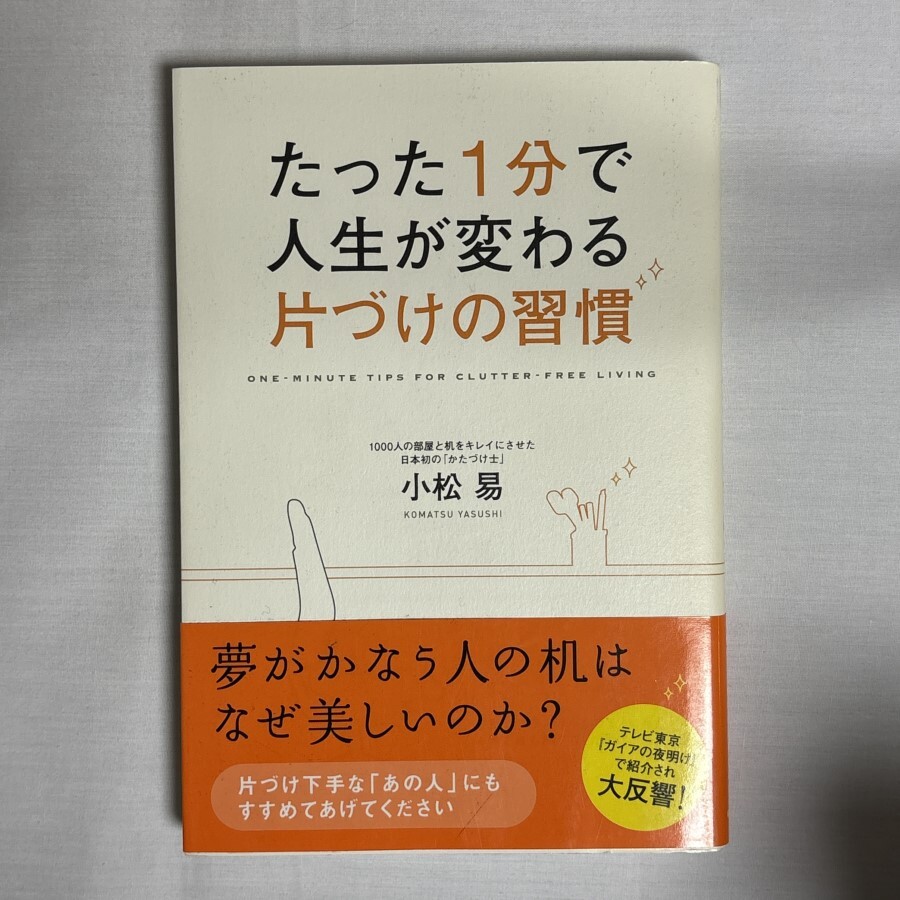 たった1分で
人生が変わる
片づけの習慣
ONE-MINUTE TIPS FOR CLUTTER-FREE LIVING
1000人の部屋と机をキレイにさせた
日本初の「かたづけ士」
小松 易
KOMATSU YASUSHI
夢がかなう人の机は
なぜ美しいのか？
片づけ下手な「あの人」にも
すすめてあげてください
テレビ東京
「ガイアの夜明け」
で紹介され
大反響！